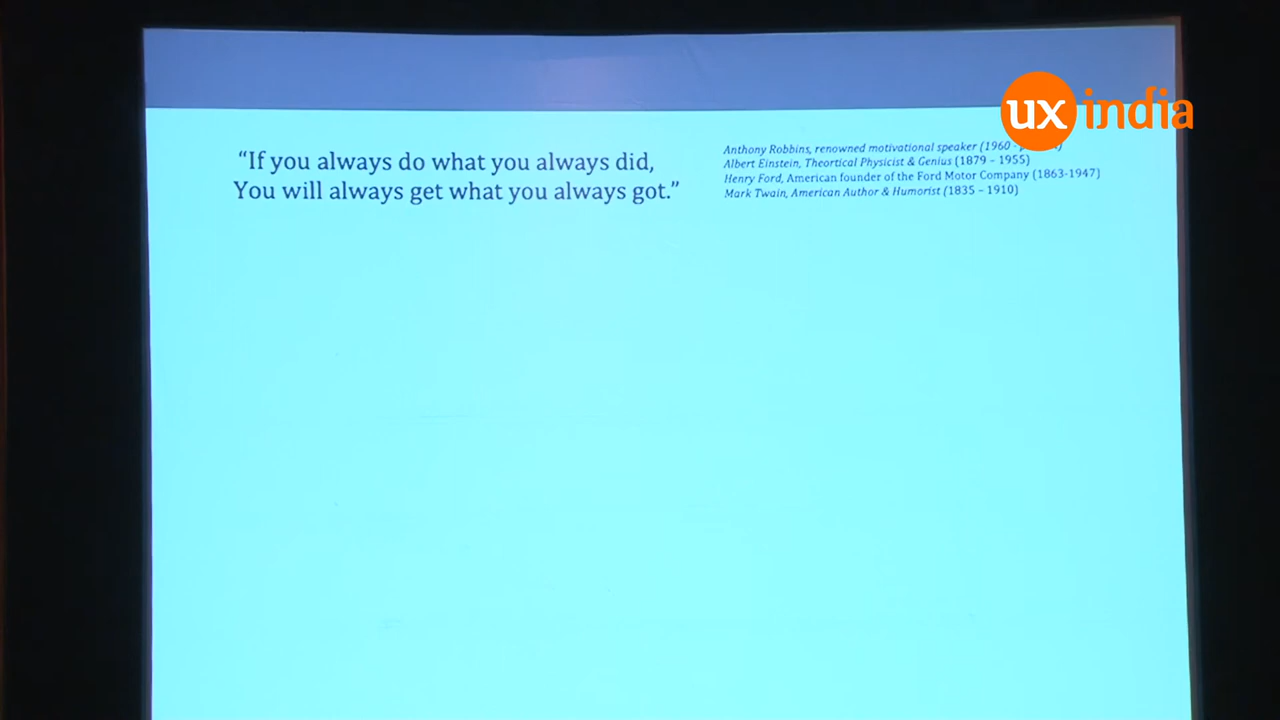 “If you always do what you always did,
You will always get what you always got.”
Anthony Robbins, renowned motivational speaker (1960 -
Albert Einstein, Theortical Physicist & Genius (1879 – 1955)
Henry Ford, American founder of the Ford Motor Company (1863-1947)
Mark Twain, American Author & Humorist (1835 – 1910)
ux india